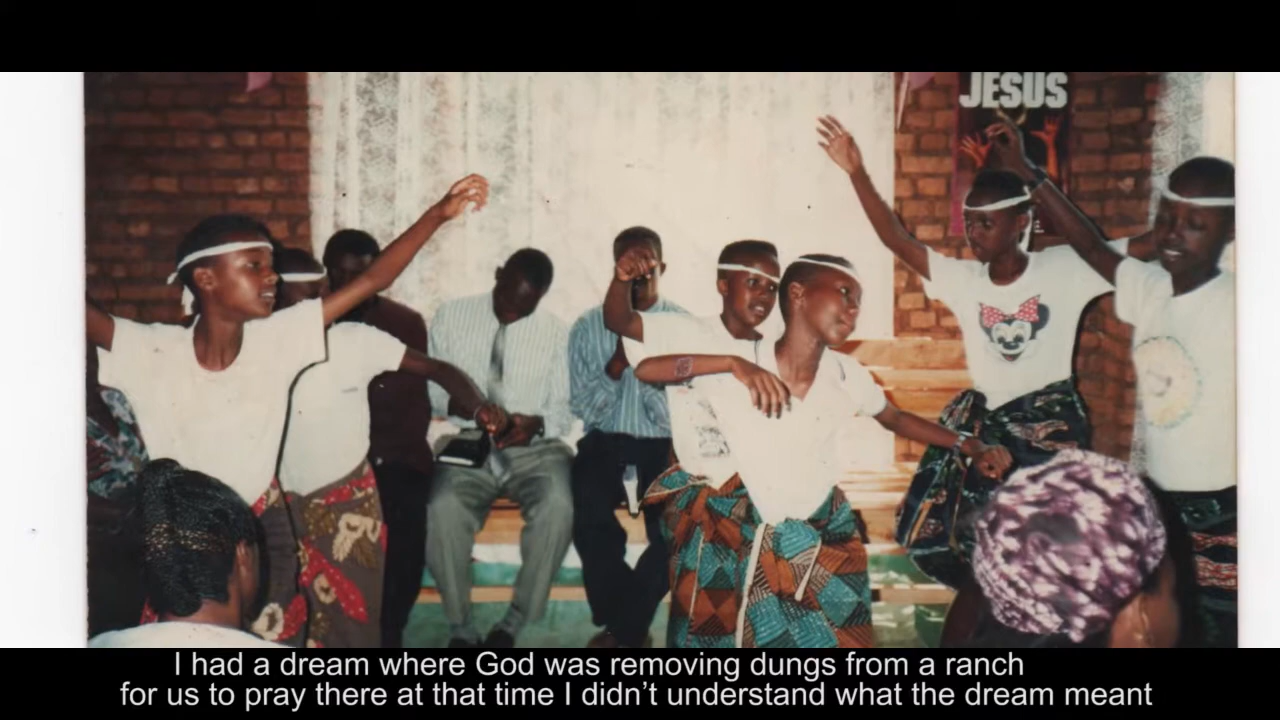 JESUS
I had a dream where God was removing dungs from a ranch
for us to pray there at that time I didn't understand what the dream meant